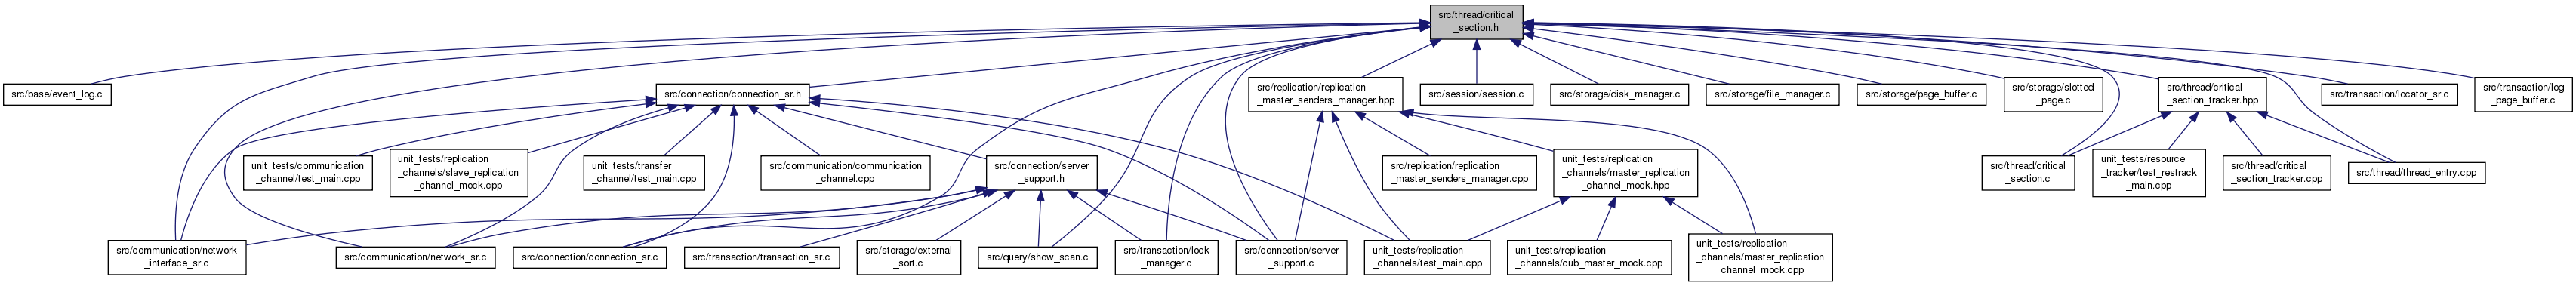 src/thread/critical
_section.h
src/base/event_log.c
src/connection/connection_sr.h
src/replication/replication
_master_senders_manager.hpp
src/session/session.c
src/storage/disk_manager.c
src/storage/file_manager.c
src/storage/page_buffer.c
src/storage/slotted
_page.c
src/thread/critical
_section_tracker.hpp
src/transaction/locator_sr.c
src/transaction/log
_page_buffer.c
unit_tests/communication
_channel/test_main.cpp
unit_tests/replication
_channels/slave_replication
_channel_mock.cpp
unit_tests/transfer
_channel/test_main.cpp
src/communication/communication
_channel.cpp
src/connection/server
_support.h
src/replication/replication
_master_senders_manager.cpp
unit_tests/replication
_channels/master_replication
_channel_mock.hpp
src/thread/critical
_section.c
unit_tests/resource
_tracker/test_restrack
_main.cpp
src/thread/critical
_section_tracker.cpp
src/thread/thread_entry.cpp
src/communication/network
_interface_sr.c
src/communication/network_sr.c
src/connection/connection_sr.c
src/transaction/transaction_sr.c
src/storage/external
_sort.c
src/query/show_scan.c
src/transaction/lock
_manager.c
src/connection/server
_support.c
unit_tests/replication
_channels/test_main.cpp
unit_tests/replication
_channels/cub_master_mock.cpp
unit_tests/replication
_channels/master_replication
_channel_mock.cpp